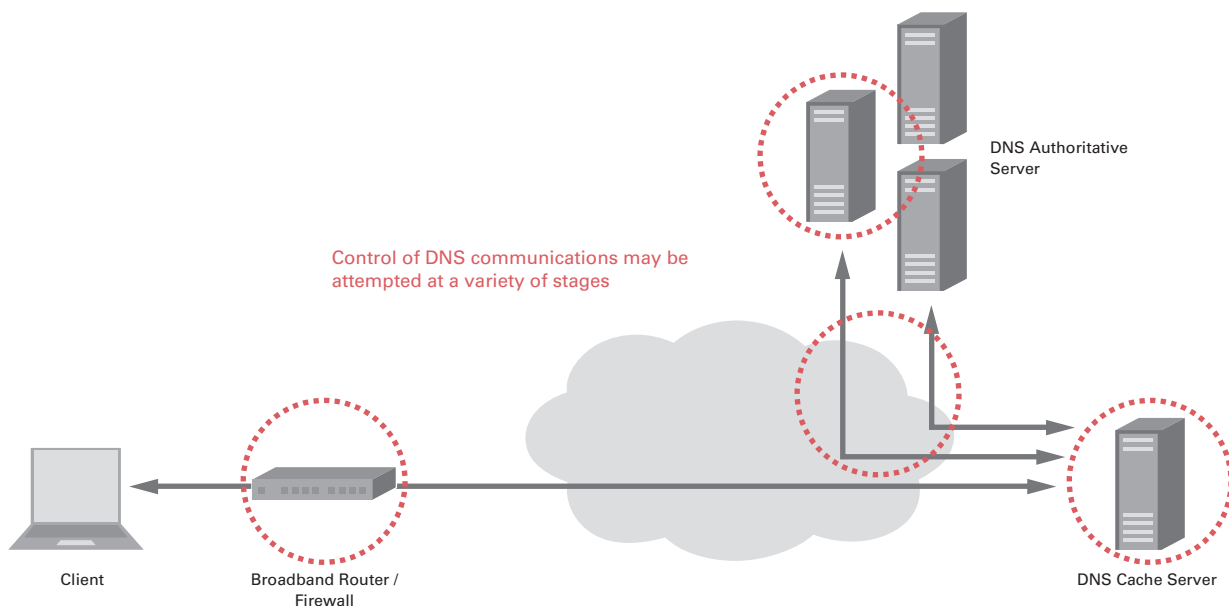 DNS Authoritative
Server
Control of DNS communications may be
attempted at a variety of stages
Client
Broadband Router /
Firewall
DNS Cache Server